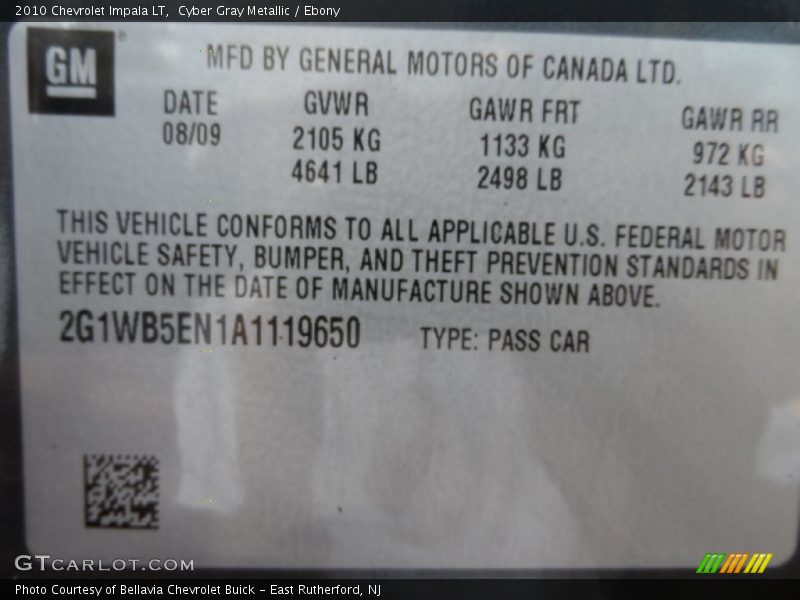 2010 Chevrolet Impala LT,  Cyber Gray Metallic / Ebony
GM
MFD BY GENERAL MOTORS OF CANADA LTD.
DATE GVWR GAWR FRT GAWR RR
08/09 2105 KG 1133 KG 972 KG
4641 LB 2498 LB 2143 LB
THIS VEHICLE CONFORMS TO ALL APPLICABLE U.S. FEDERAL MOTOR
VEHICLE SAFETY, BUMPER, AND THEFT PREVENTION STANDARDS IN
EFFECT ON THE DATE OF MANUFACTURE SHOWN ABOVE.
2G1WB5EN1A1119650 TYPE: PASS CAR
GTCARLOT.COM
Photo Courtesy of Bellavia Chevrolet Buick – East Rutherford, NJ